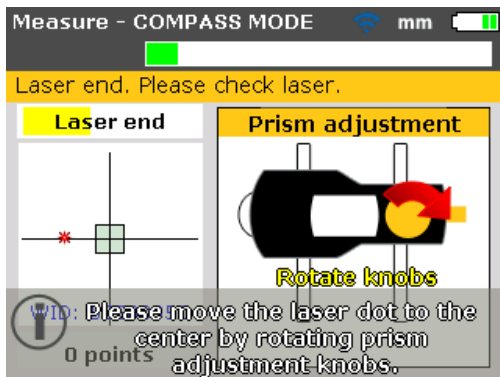 Measure - COMPASS MODE mm
Laser end. Please check laser.
Laser end
Prism adjustment
Rotate knobs
WID:
Please move the laser dot to the
center by rotating prism
adjustment knobs.
0 points